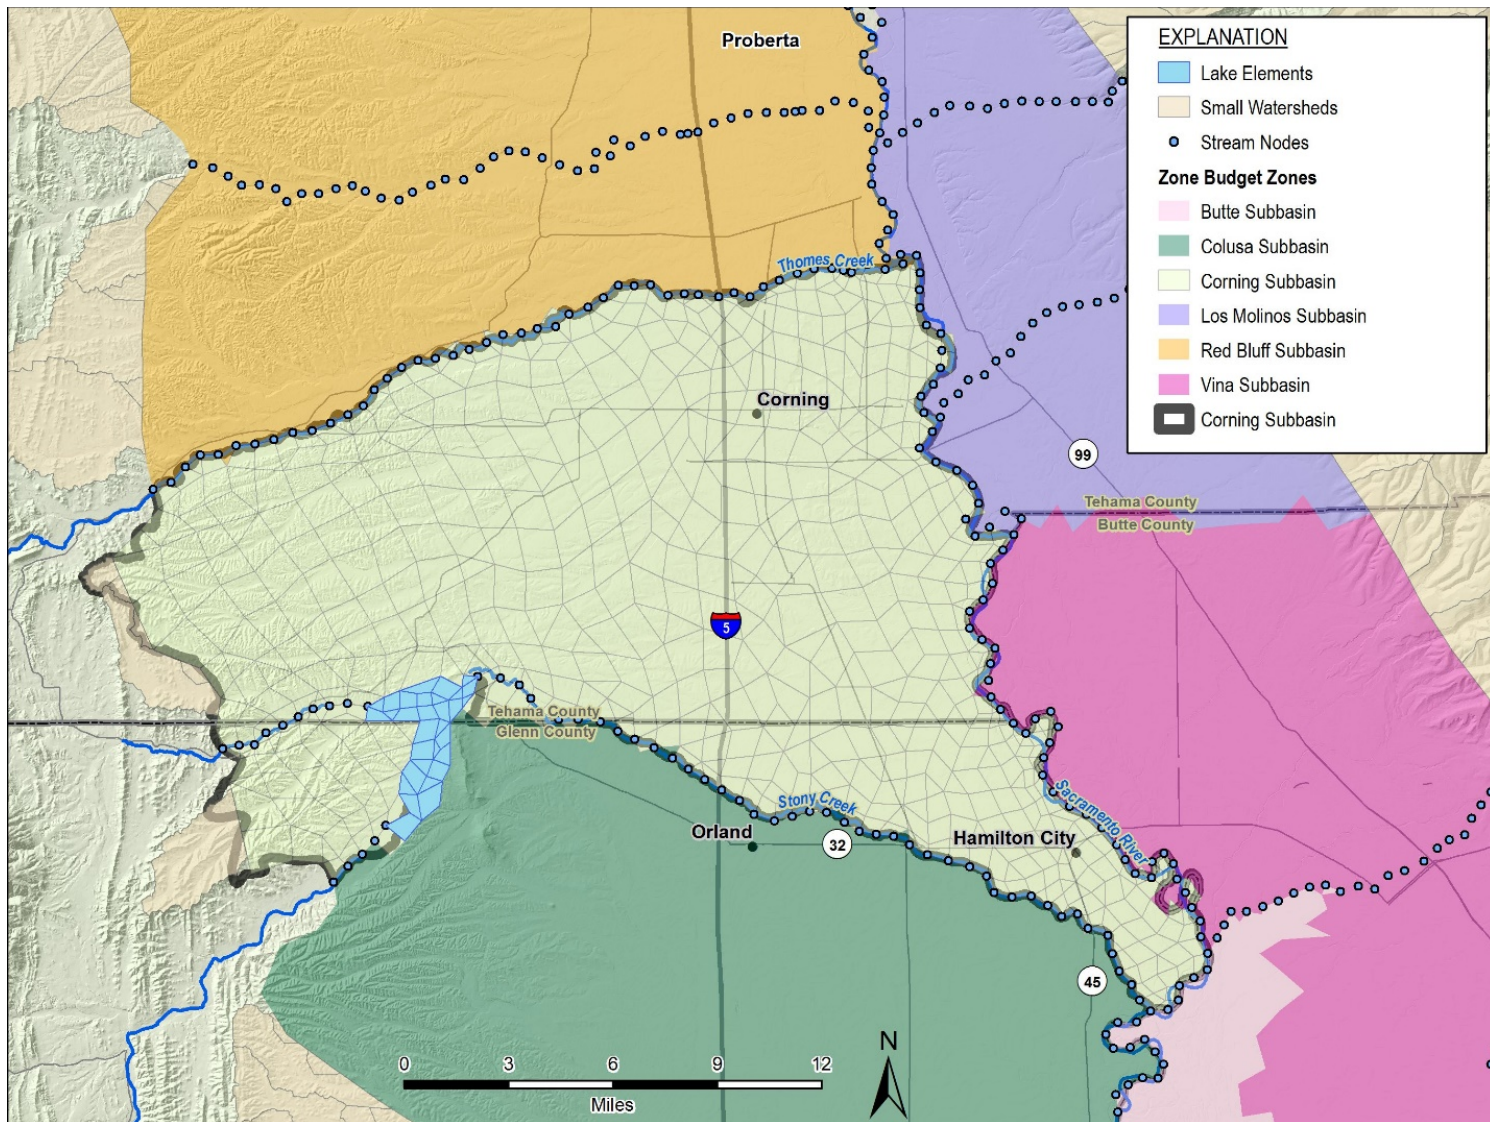 Proberta
EXPLANATION
Lake Elements
Small Watersheds
Stream Nodes
Zone Budget Zones
Butte Subbasin
Colusa Subbasin
Corning Subbasin
Los Molinos Subbasin
Red Bluff Subbasin
Vina Subbasin
Corning Subbasin
Thomes Creek
Corning
99
Tehama County
Butte County
5
Tehama County
Glenn County
Stony Creek
Sacramento River
Orland
32
Hamilton City
45
N
0 3 6 9 12
Miles